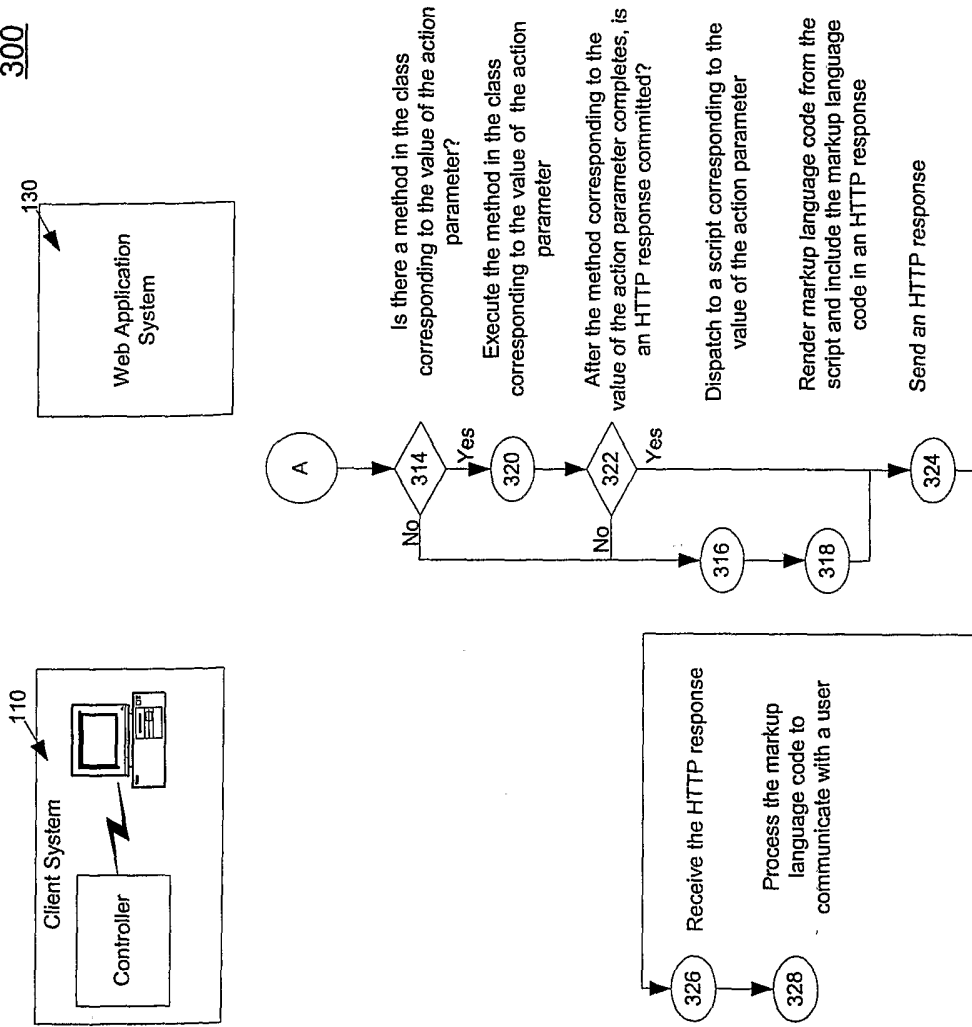 300
110
Client System
Controller
130
Web Application
System
A
314
Is there a method in the class
corresponding to the value of the action
parameter?
No
Yes
320
Execute the method in the class
corresponding to the value of the action
parameter
322
After the method corresponding to the
value of the action parameter completes, is
an HTTP response committed?
No
Yes
316
Dispatch to a script corresponding to the
value of the action parameter
318
Render markup language code from the
script and include the markup language
code in an HTTP response
324
Send an HTTP response
326
Receive the HTTP response
328
Process the markup
language code to
communicate with a user